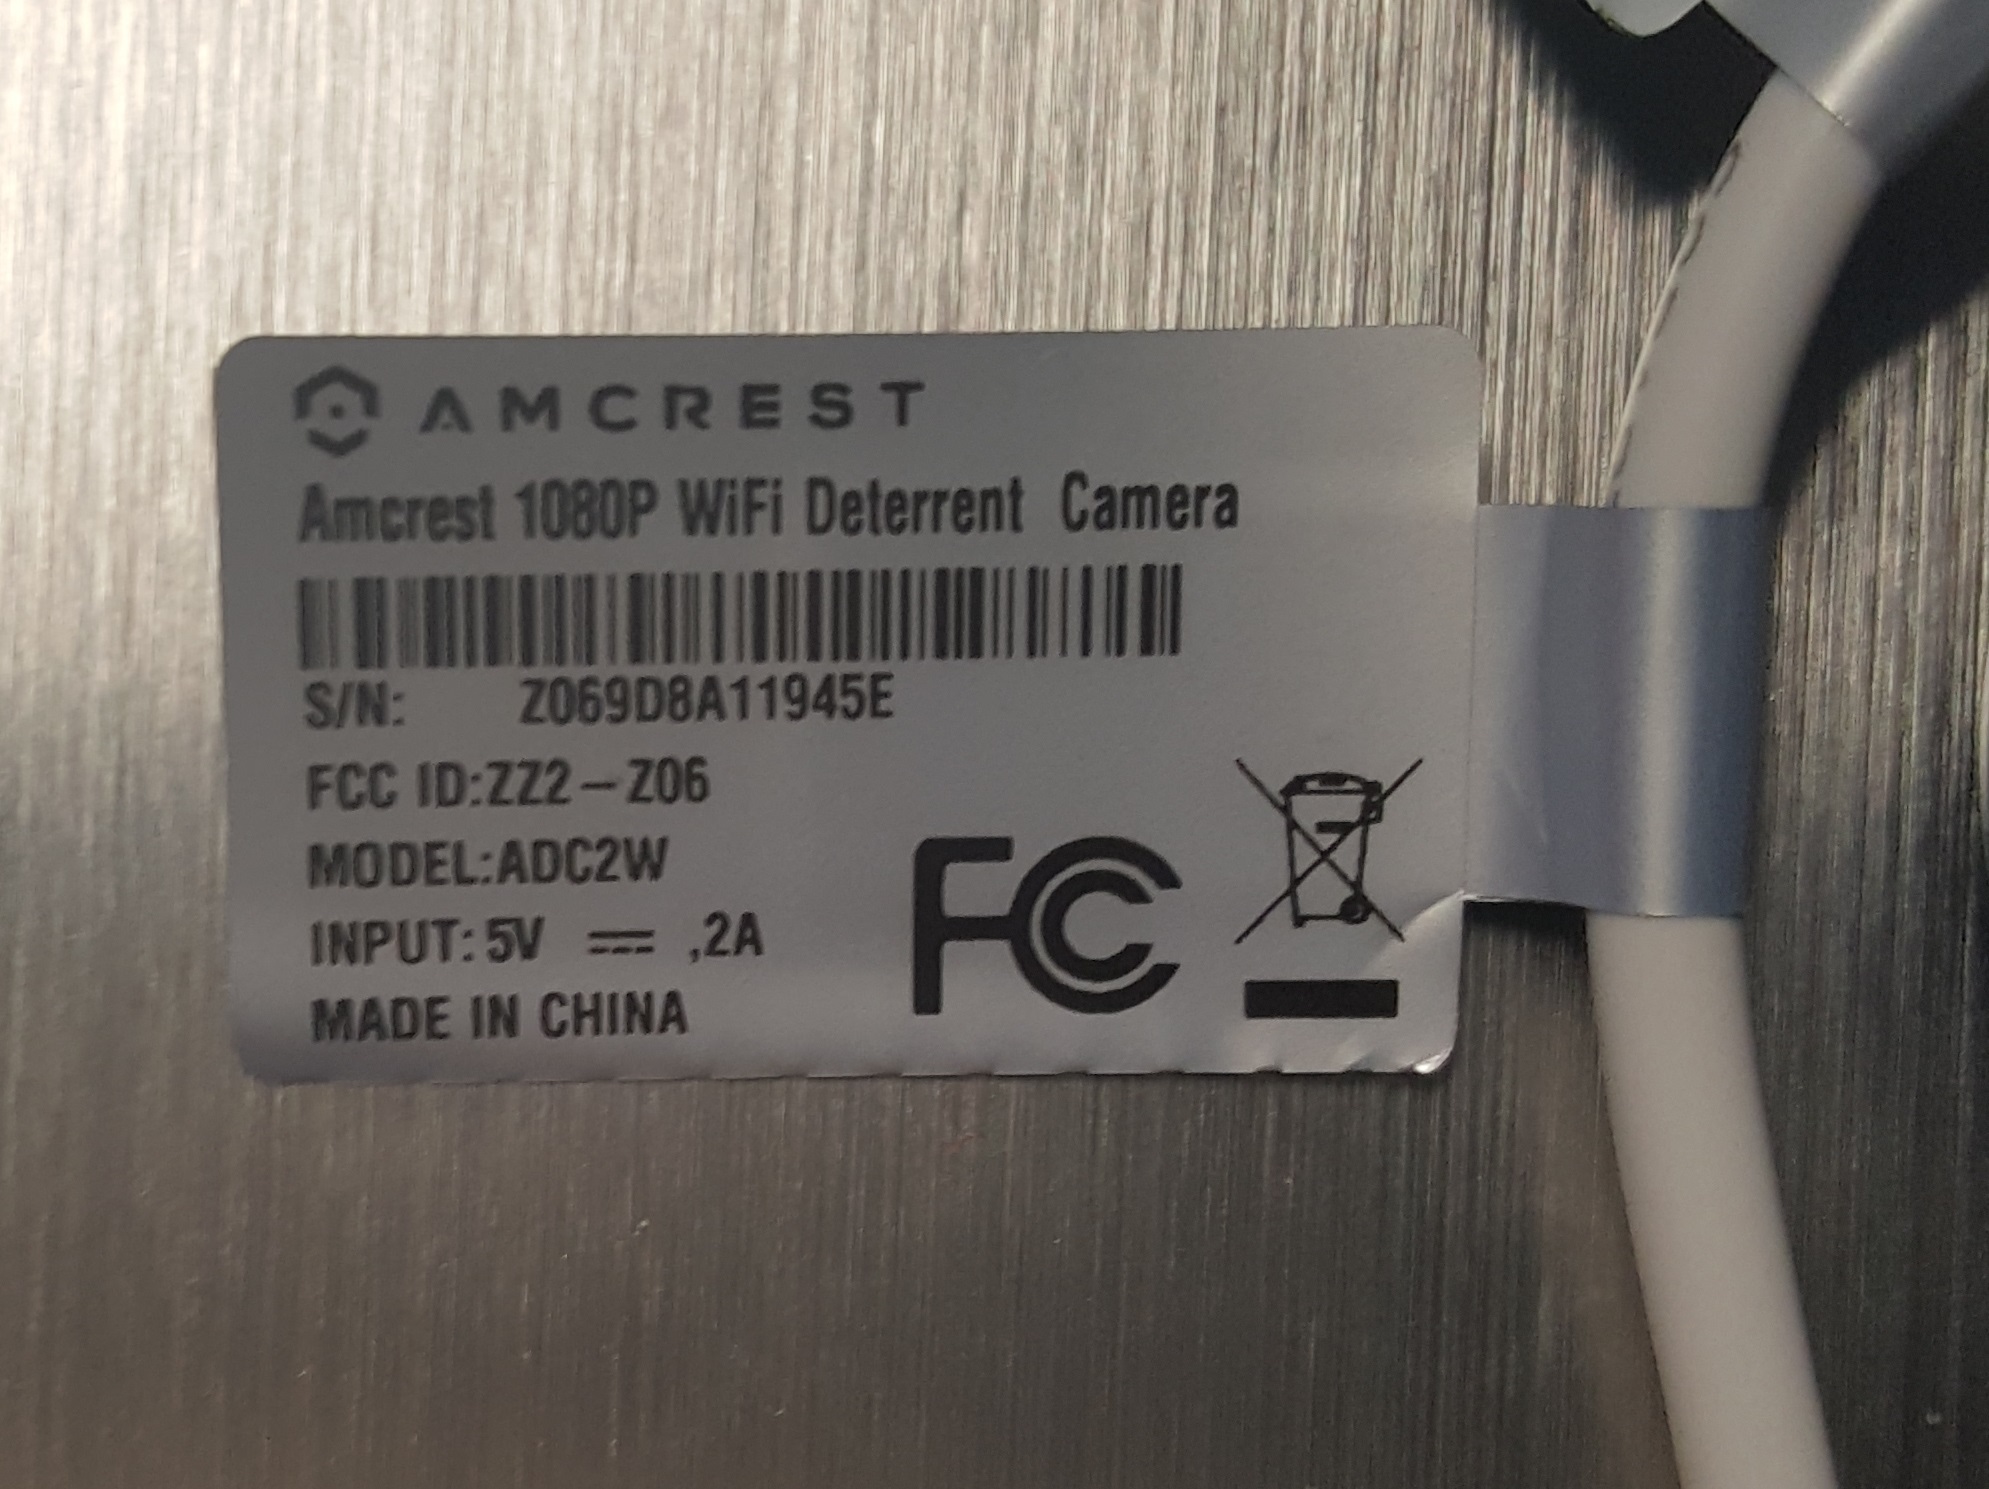 AMCREST
Amcrest 1080P WiFi Deterrent Camera
S/N: Z069D8A11945E
FCC ID:ZZ2-Z06
MODEL:ADC2W
INPUT: 5V ⎓ ,2A
MADE IN CHINA
FC